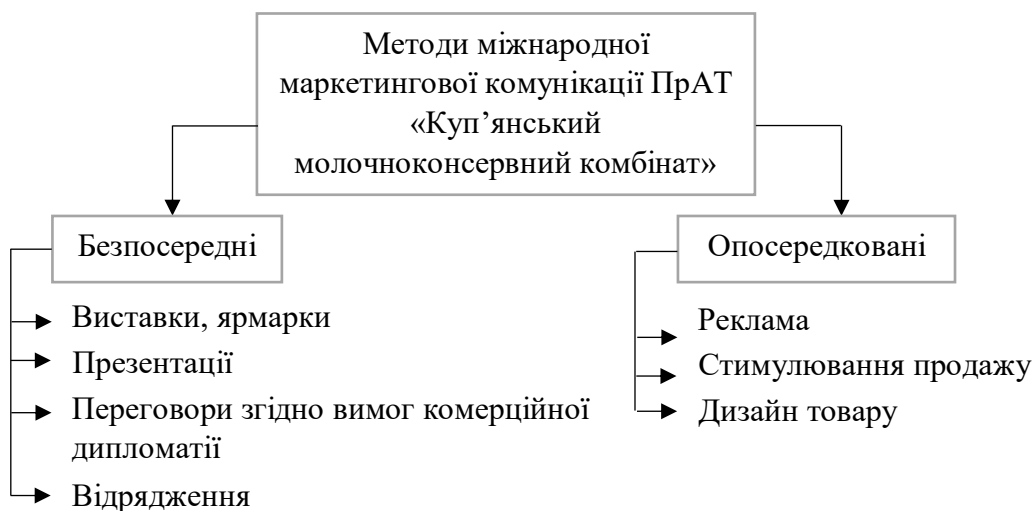 Методи міжнародної
маркетингової комунікації ПрАТ
«Куп’янський
молочноконсервний комбінат»
Безпосередні
Виставки, ярмарки
Презентації
Переговори згідно вимог комерційної
дипломатії
Відрядження
Опосередковані
Реклама
Стимулювання продажу
Дизайн товару